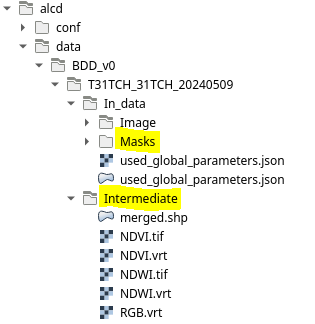 alcd
conf
data
BDD_v0
T31TCH_31TCH_20240509
In_data
Image
Masks
used_global_parameters.json
used_global_parameters.json
Intermediate
merged.shp
NDVI.tif
NDVI.vrt
NDWI.tif
NDWI.vrt
RGB.vrt